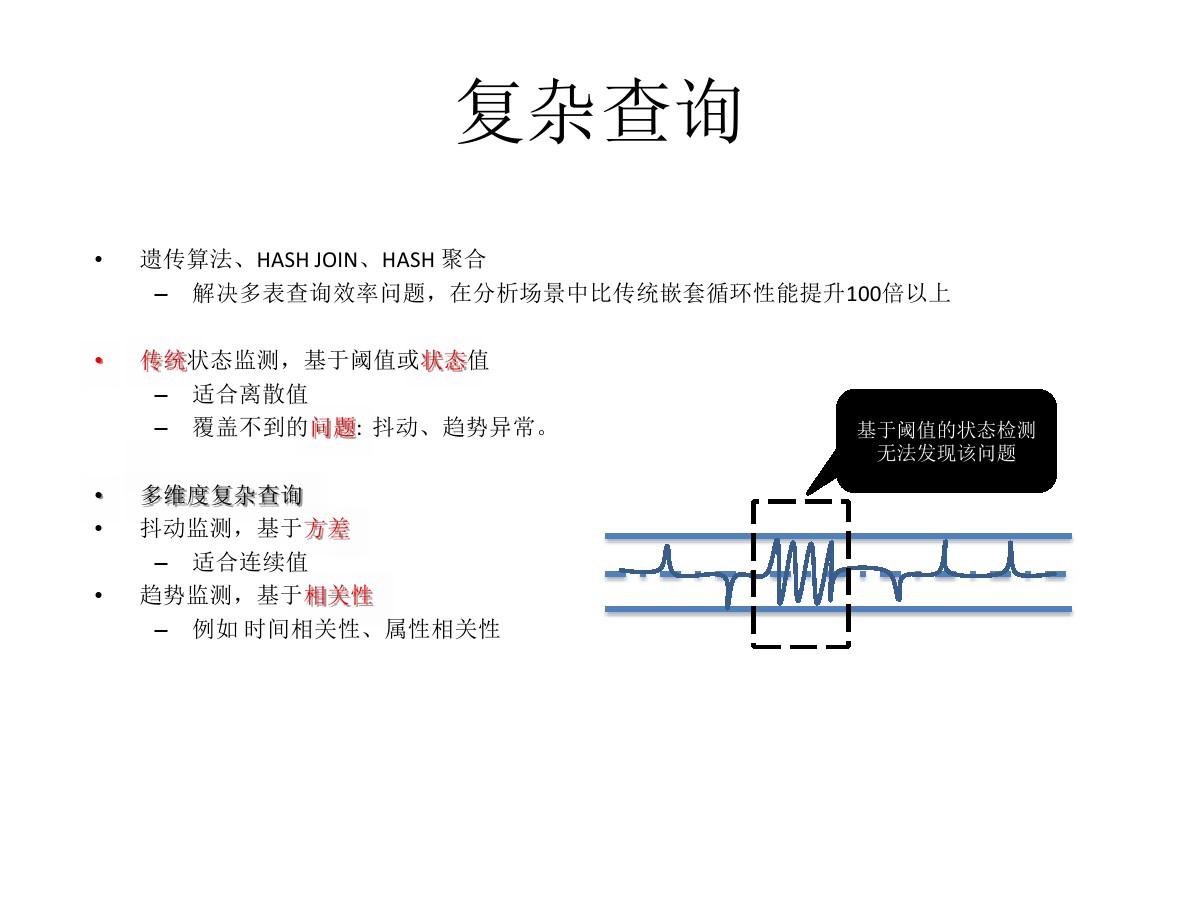 复杂查询
• 遗传算法、HASH JOIN、HASH 聚合
– 解决多表查询效率问题，在分析场景中比传统嵌套循环性能提升100倍以上
• 传统状态监测，基于阈值或状态值
– 适合离散值
– 覆盖不到的问题: 抖动、趋势异常。
• 多维度复杂查询
• 抖动监测，基于方差
– 适合连续值
• 趋势监测，基于相关性
– 例如 时间相关性、属性相关性
基于阈值的状态检测
无法发现该问题